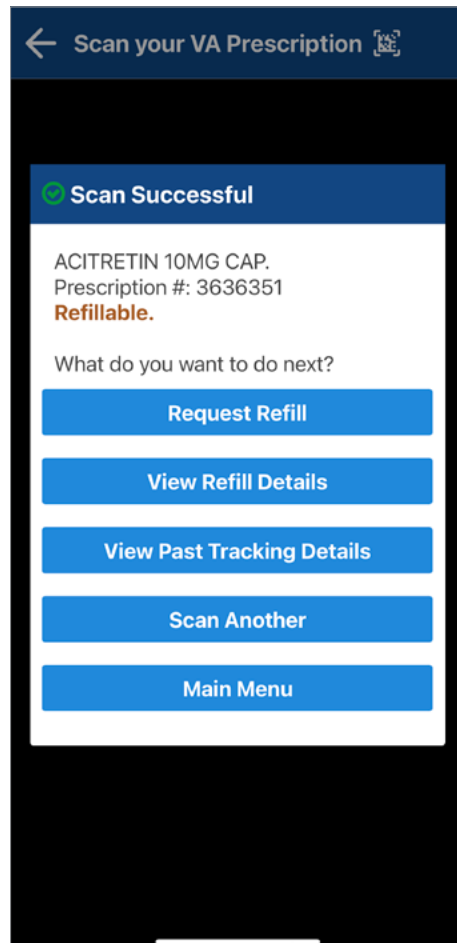 Scan your VA Prescription
Scan Successful
ACITRETIN 10MG CAP.
Prescription #: 3636351
Refillable.
What do you want to do next?
Request Refill
View Refill Details
View Past Tracking Details
Scan Another
Main Menu